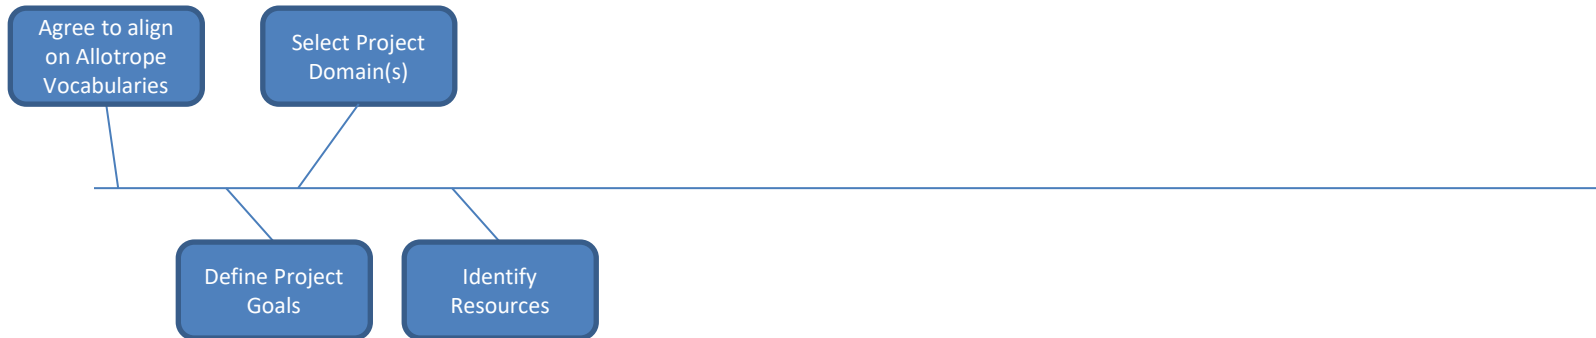 Agree to align
on Allotrope
Vocabularies
Select Project
Domain(s)
Define Project
Goals
Identify
Resources